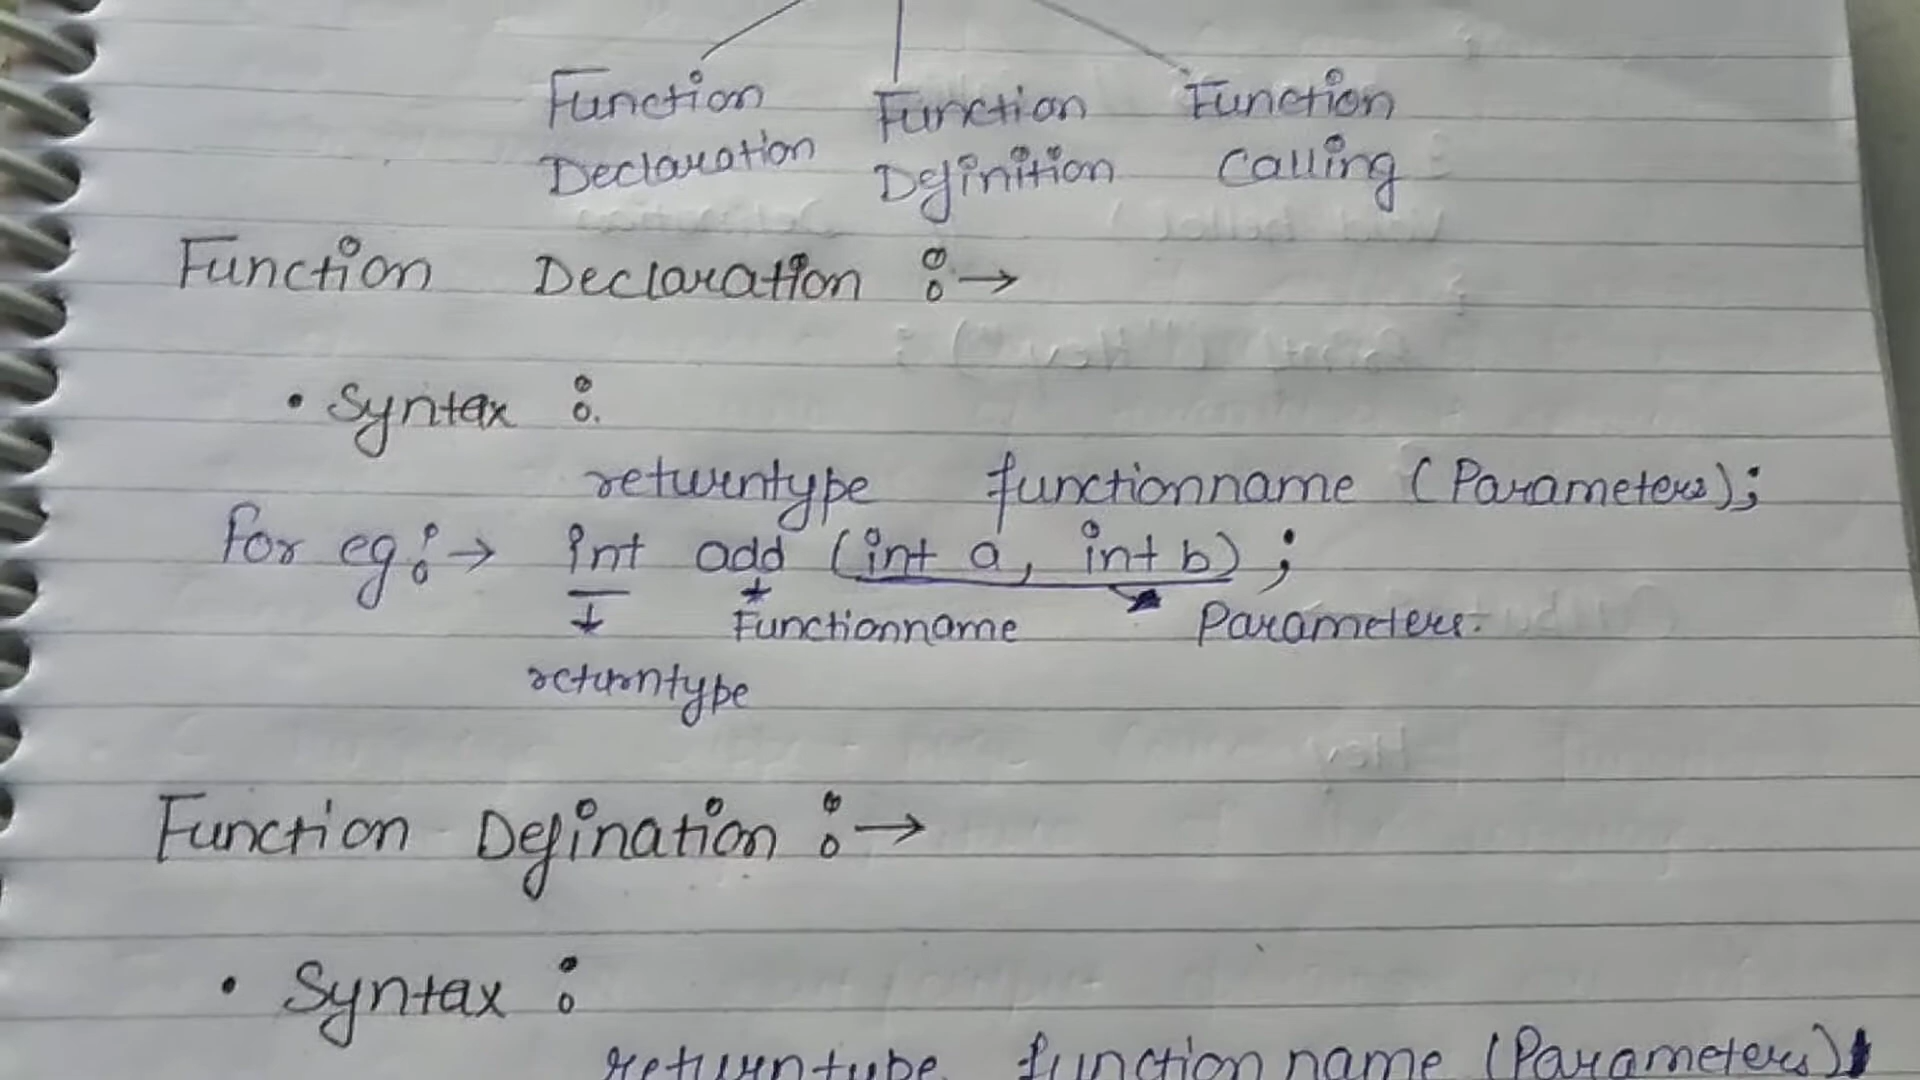 Function Function Function
Declaration Definition Calling
Function Declaration :→
• Syntax :
returntype functionname (Parameters);
For eg :→ int add (int a, int b) ;
Functionname Parameters.
returntype
Function Defination :→
• Syntax :
returntype function name (Parameters)